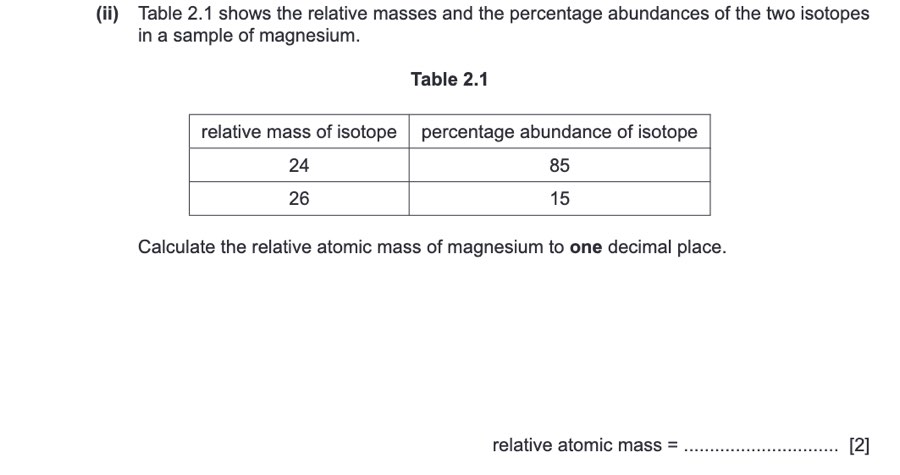 (ii) Table 2.1 shows the relative masses and the percentage abundances of the two isotopes
in a sample of magnesium.
Table 2.1
relative mass of isotope percentage abundance of isotope
24 85
26 15
Calculate the relative atomic mass of magnesium to one decimal place.
relative atomic mass = .............................. [2]